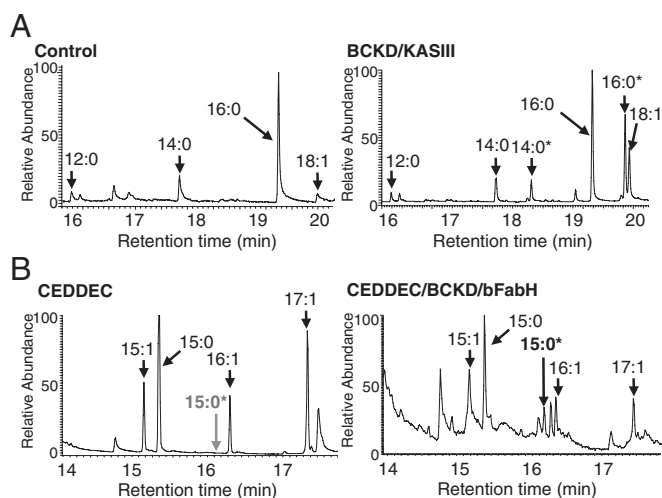 A
Control
BCKD/KASIII
Relative Abundance
100
50
0
12:0
14:0
16:0
18:1
16 17 18 19 20
Retention time (min)
Relative Abundance
100
50
0
12:0
14:0
14:0*
16:0
16:0*
18:1
16 17 18 19 20
Retention time (min)
B
CEDDEC
CEDDEC/BCKD/bFabH
Relative Abundance
100
50
0
15:1
15:0
15:0*
16:1
17:1
14 15 16 17
Retention time (min)
Relative Abundance
100
50
0
15:1
15:0
15:0*
16:1
17:1
14 15 16 17
Retention time (min)